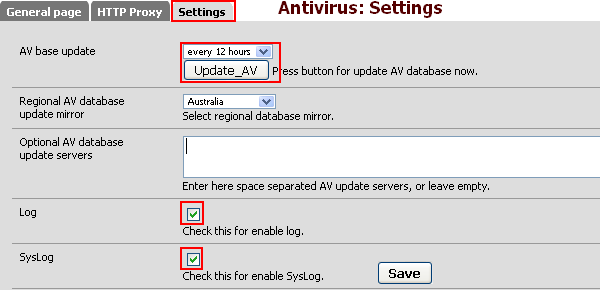 General page HTTP Proxy Settings Antivirus: Settings
AV base update every 12 hours
Update_AV Press button for update AV database now.
Regional AV database update mirror Australia
Select regional database mirror.
Optional AV database update servers
Enter here space separated AV update servers, or leave empty.
Log
Check this for enable log.
SysLog
Check this for enable SysLog. Save